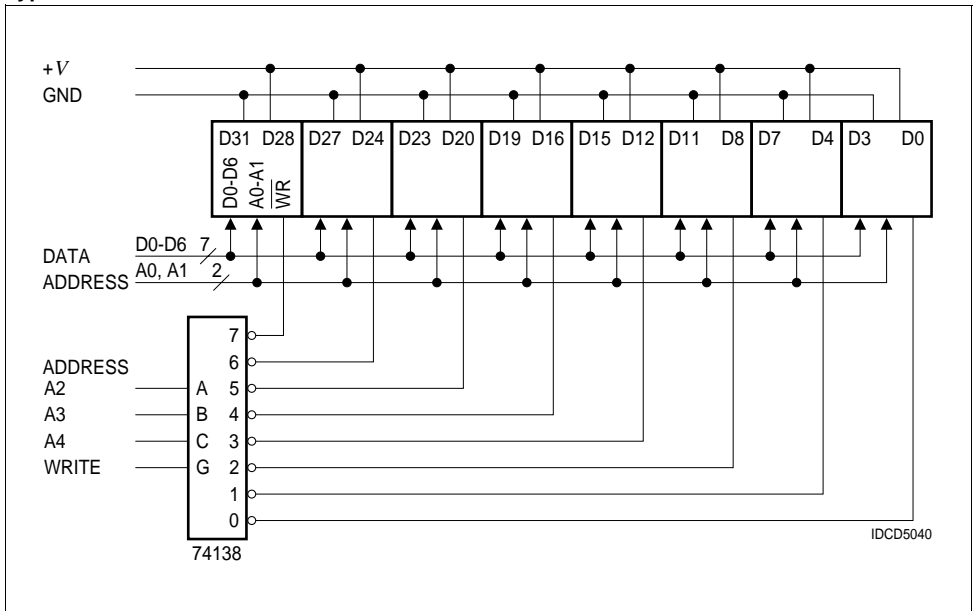 +V
GND
D31 D28 D27 D24 D23 D20 D19 D16 D15 D12 D11 D8 D7 D4 D3 D0
D0-D6
A0-A1
WR
DATA D0-D6 7
ADDRESS A0, A1 2
7
ADDRESS 6
A2 A 5
A3 B 4
A4 C 3
WRITE G 2
1
0
IDCD5040
74138